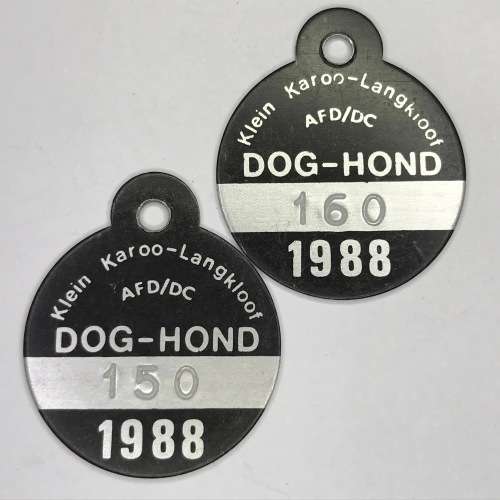 Klein Karoo-Langkloof
AFD/DC
DOG-HOND
160
1988
Klein Karoo-Langkloof
AFD/DC
DOG-HOND
150
1988